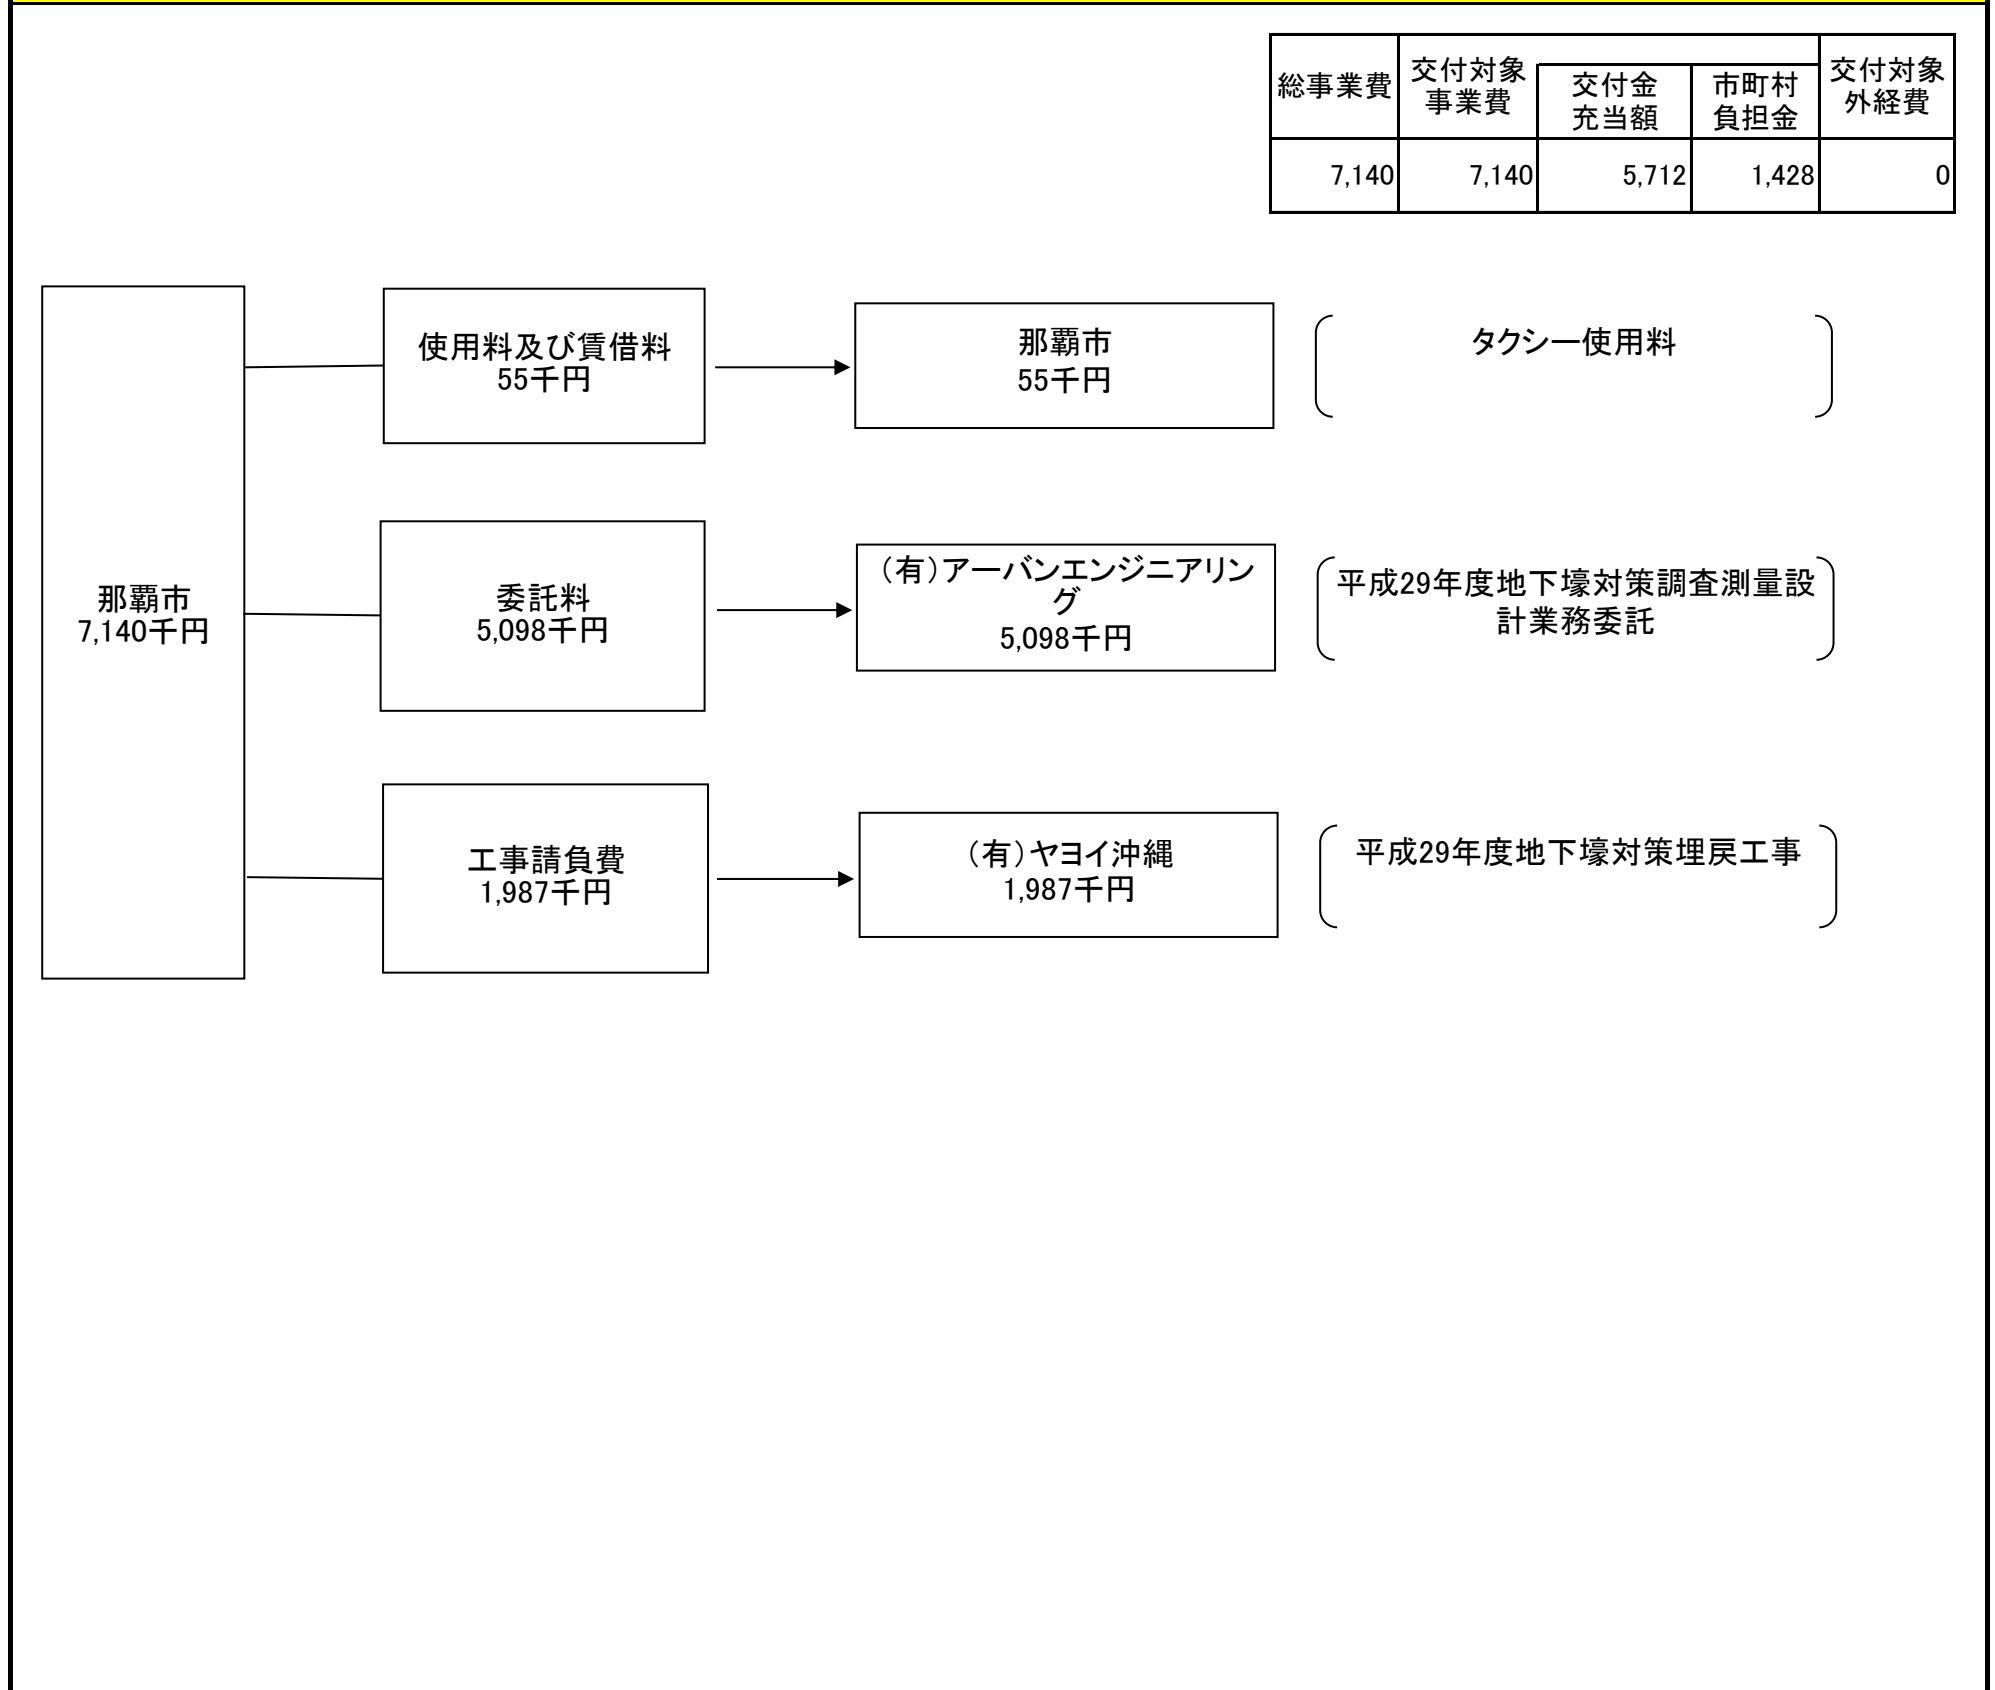 総事業費
交付対象
事業費
交付金
充当額
市町村
負担金
交付対象
外経費
7,140
7,140
5,712
1,428
0
那覇市
7,140千円
使用料及び賃借料
55千円
那覇市
55千円
タクシー使用料
委託料
5,098千円
（有）アーバンエンジニアリン
グ
5,098千円
平成29年度地下壕対策調査測量設
計業務委託
工事請負費
1,987千円
（有）ヤヨイ沖縄
1,987千円
平成29年度地下壕対策埋戻工事